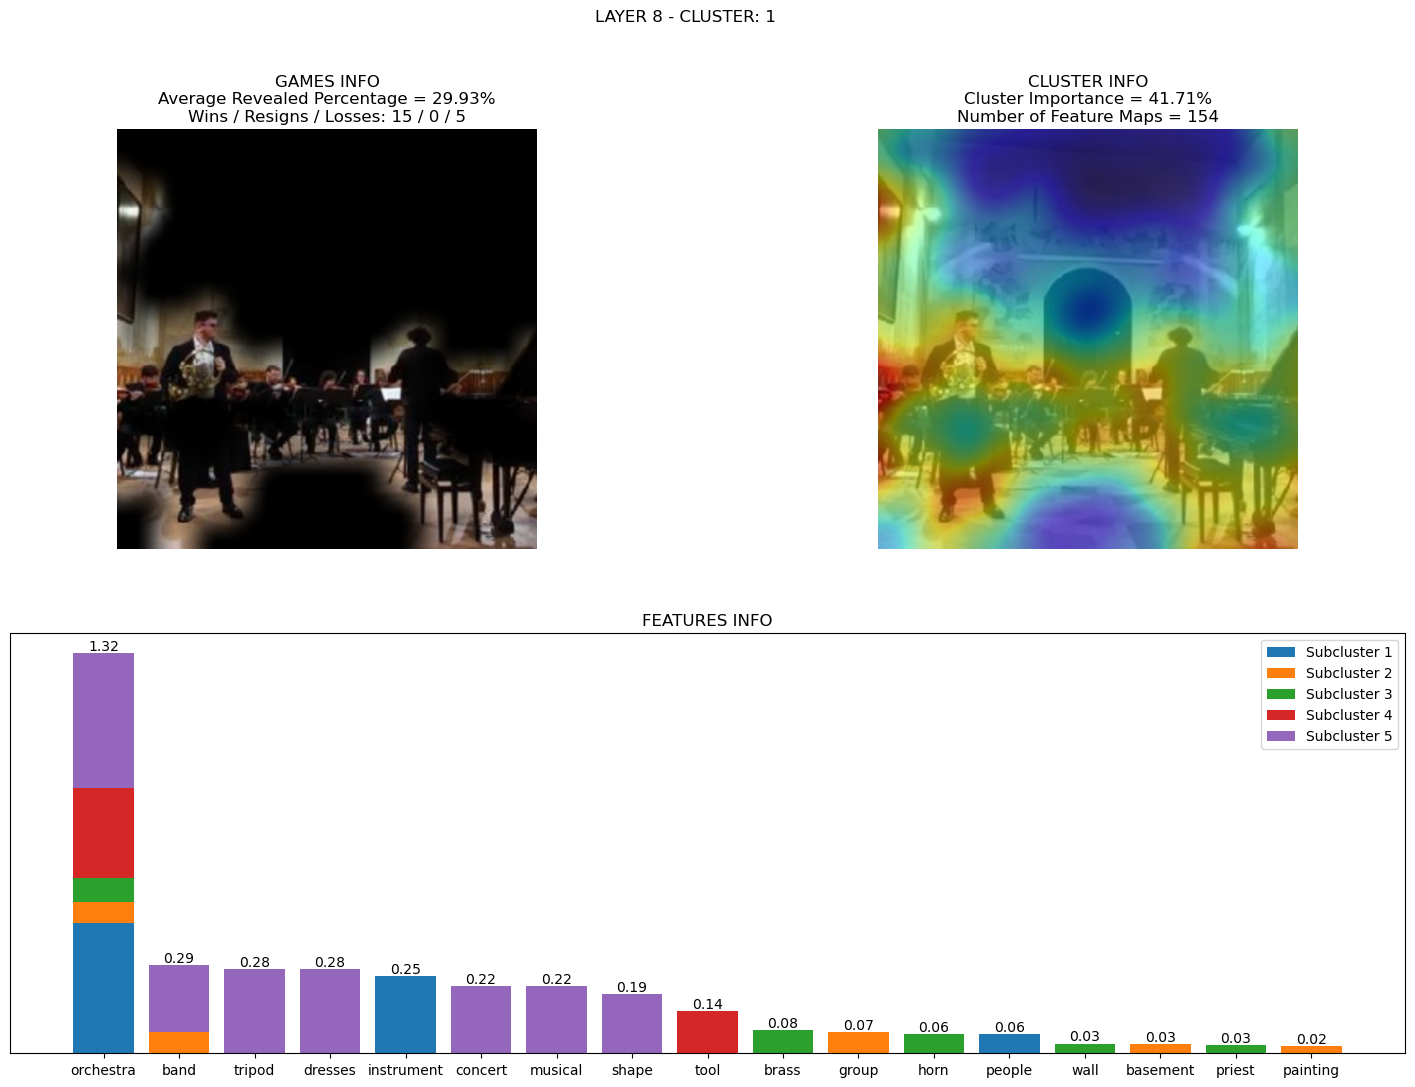 LAYER 8 - CLUSTER: 1
GAMES INFO
Average Revealed Percentage = 29.93%
Wins / Resigns / Losses: 15 / 0 / 5
CLUSTER INFO
Cluster Importance = 41.71%
Number of Feature Maps = 154
FEATURES INFO
1.32
0.29
0.28
0.28
0.25
0.22
0.22
0.19
0.14
0.08
0.07
0.06
0.06
0.03
0.03
0.03
0.02
Subcluster 1
Subcluster 2
Subcluster 3
Subcluster 4
Subcluster 5
orchestra band tripod dresses instrument concert musical shape tool brass group horn people wall basement priest painting